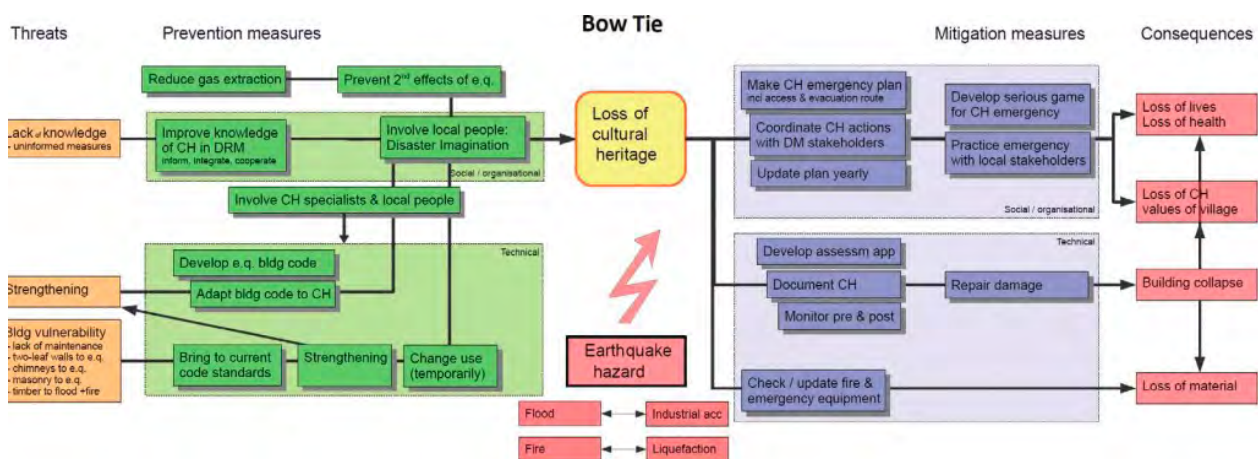 Bow Tie
Threats
Prevention measures
Mitigation measures
Consequences
Reduce gas extraction
Prevent 2nd effects of e.q.
Lack of knowledge
- uninformed measures
Improve knowledge
of CH in DRM
inform, integrate, cooperate
Involve local people:
Disaster Imagination
Social / organisational
Involve CH specialists & local people
Technical
Develop e.q. bldg code
Strengthening
Adapt bldg code to CH
Bldg vulnerability
- lack of maintenance
- two-leaf walls to e.q.
- chimneys to e.q.
- masonry to e.q.
- timber to flood +fire
Bring to current
code standards
Strengthening
Change use
(temporarily)
Loss of
cultural
heritage
Earthquake
hazard
Flood
Industrial acc
Fire
Liquefaction
Make CH emergency plan
incl access & evacuation route
Coordinate CH actions
with DM stakeholders
Update plan yearly
Develop serious game
for CH emergency
Practice emergency
with local stakeholders
Social / organisational
Technical
Develop assessm app
Document CH
Monitor pre & post
Repair damage
Check / update fire &
emergency equipment
Loss of lives
Loss of health
Loss of CH
values of village
Building collapse
Loss of material